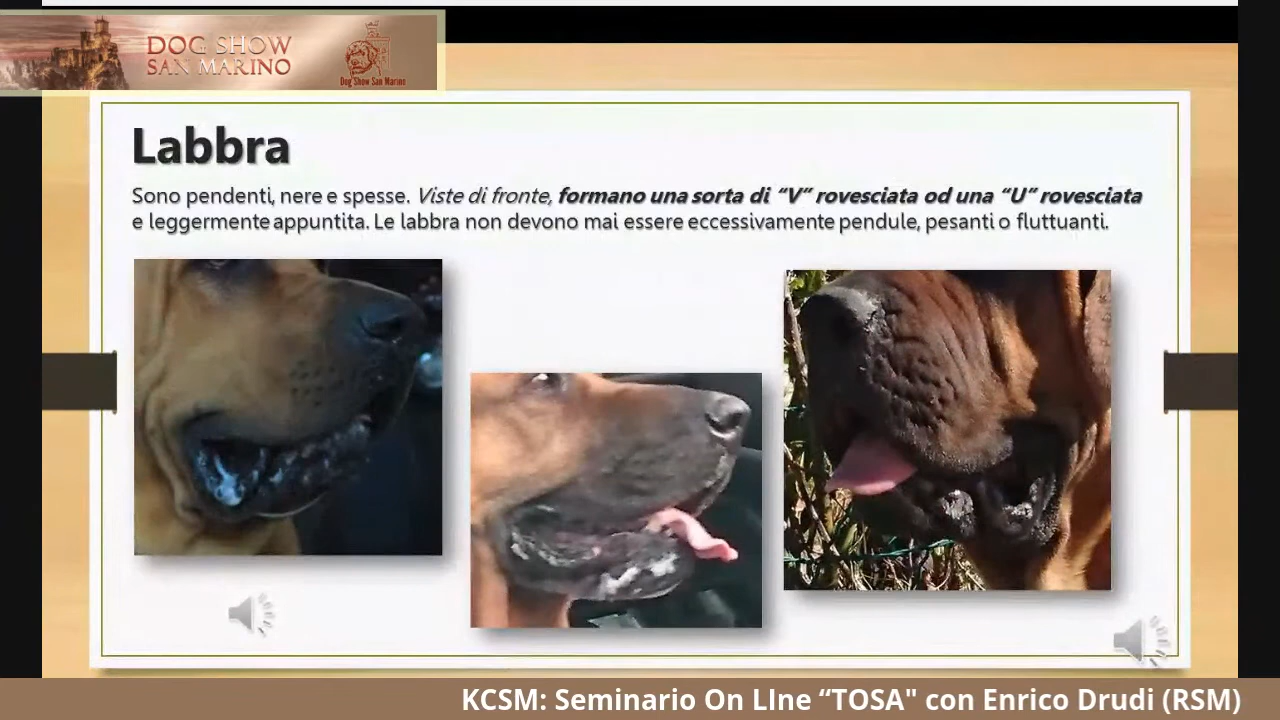 DOG SHOW
SAN MARINO
Dog Show San Marino
Labbra
Sono pendenti, nere e spesse. Viste di fronte, formano una sorta di “V” rovesciata od una “U” rovesciata
e leggermente appuntita. Le labbra non devono mai essere eccessivamente pendule, pesanti o fluttuanti.
KCSM: Seminario On LIne “TOSA" con Enrico Drudi (RSM)